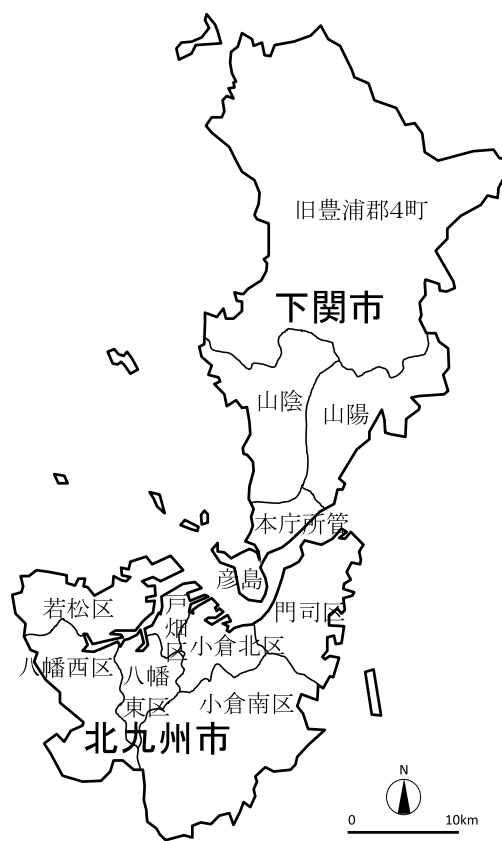 旧豊浦郡4町
下関市
山陰
山陽
本庁所管
彦島
門司区
戸畑区
若松区
小倉北区
八幡西区
八幡
東区
小倉南区
北九州市
N
0 10km